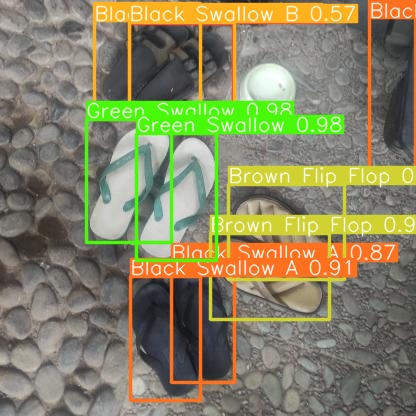 Bla
Black Swallow B 0.57
Blac
Green Swallow 0.98
Green Swallow 0.98
Brown Flip Flop 0
Brown Flip Flop 0.9
Black Swallow A 0.87
Black Swallow A 0.91